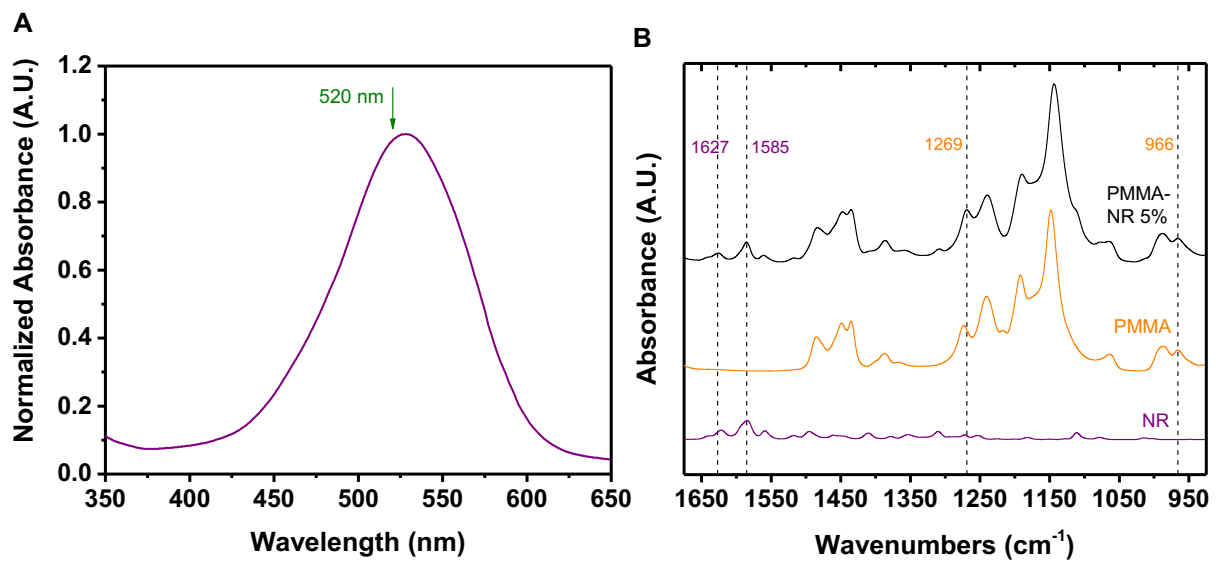 A
Normalized Absorbance (A.U.)
1.2
1.0
0.8
0.6
0.4
0.2
0.0
520 nm
350 400 450 500 550 600 650
Wavelength (nm)
B
Absorbance (A.U.)
1627 1585 1269 966
PMMA-
NR 5%
PMMA
NR
1650 1550 1450 1350 1250 1150 1050 950
Wavenumbers (cm⁻¹)